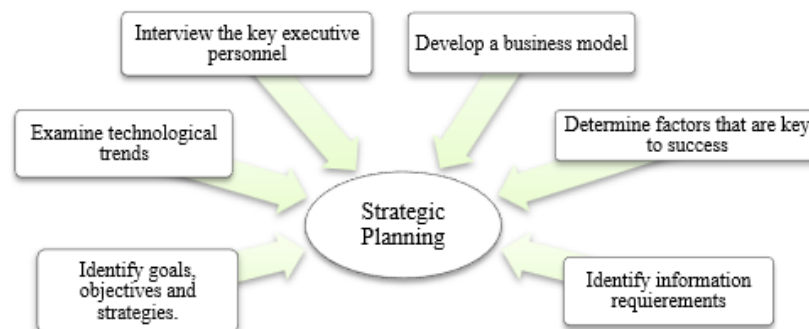 Interview the key executive
personnel
Develop a business model
Examine technological
trends
Determine factors that are key
to success
Strategic
Planning
Identify goals,
objectives and
strategies.
Identify information
requierements